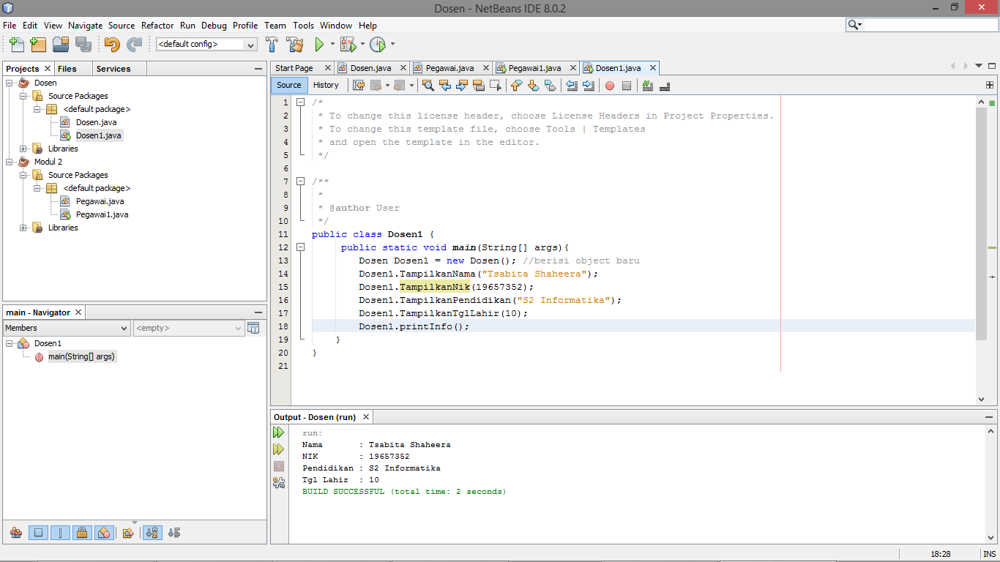 Dosen - NetBeans IDE 8.0.2
File Edit View Navigate Source Refactor Run Debug Profile Team Tools Window Help
<default config>
Projects Files Services
Dosen
Source Packages
<default package>
Dosen.java
Dosen1.java
Libraries
Modul 2
Source Packages
<default package>
Pegawai.java
Pegawai1.java
Libraries
main - Navigator
Members <empty>
Dosen1
main(String[] args)
Start Page Dosen.java Pegawai.java Pegawai1.java Dosen1.java
Source History
1 /*
2 * To change this license header, choose License Headers in Project Properties.
3 * To change this template file, choose Tools | Templates
4 * and open the template in the editor.
5 */
6
7 /**
8 *
9 * @author User
10 */
11 public class Dosen1 {
12 public static void main(String[] args){
13 Dosen Dosen1 = new Dosen(); //berisi object baru
14 Dosen1.TampilkanNama("Tsabita Shaheera");
15 Dosen1.TampilkanNik(19657352);
16 Dosen1.TampilkanPendidikan("S2 Informatika");
17 Dosen1.TampilkanTglLahir(10);
18 Dosen1.printInfo();
19 }
20 }
21
Output - Dosen (run)
run:
Nama : Tsabita Shaheera
NIK : 19657352
Pendidikan : S2 Informatika
Tgl Lahir : 10
BUILD SUCCESSFUL (total time: 2 seconds)
18:28 INS